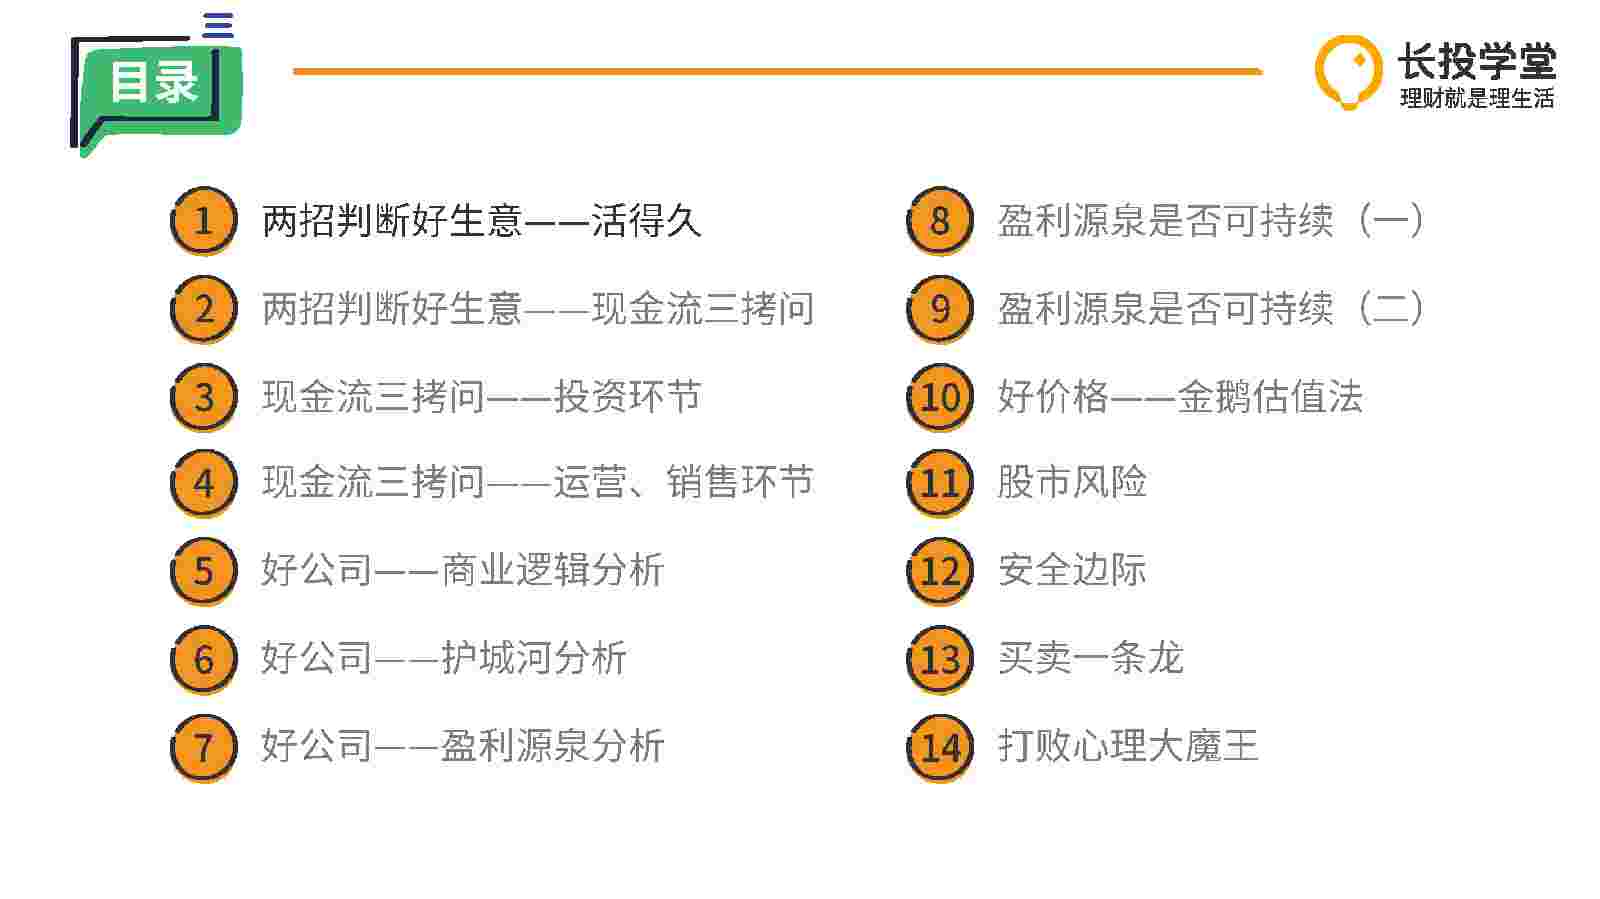 目录
长投学堂
理财就是理生活
1 两招判断好生意——活得久
2 两招判断好生意——现金流三拷问
3 现金流三拷问——投资环节
4 现金流三拷问——运营、销售环节
5 好公司——商业逻辑分析
6 好公司——护城河分析
7 好公司——盈利源泉分析
8 盈利源泉是否可持续（一）
9 盈利源泉是否可持续（二）
10 好价格——金鹅估值法
11 股市风险
12 安全边际
13 买卖一条龙
14 打败心理大魔王